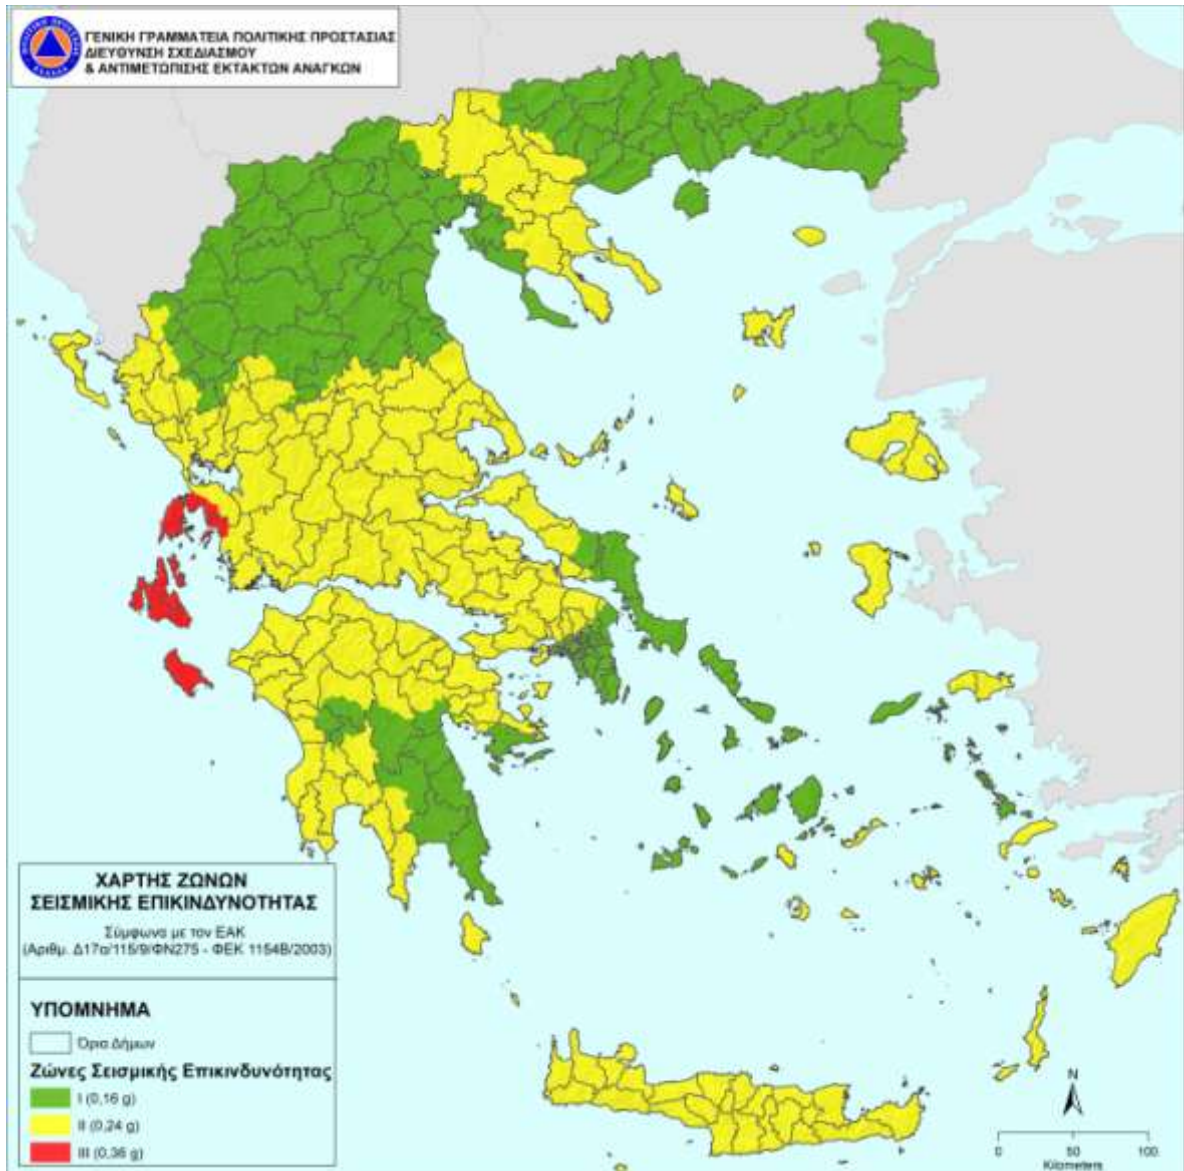 ΓΕΝΙΚΗ ΓΡΑΜΜΑΤΕΙΑ ΠΟΛΙΤΙΚΗΣ ΠΡΟΣΤΑΣΙΑΣ
ΔΙΕΥΘΥΝΣΗ ΣΧΕΔΙΑΣΜΟΥ
& ΑΝΤΙΜΕΤΩΠΙΣΗΣ ΕΚΤΑΚΤΩΝ ΑΝΑΓΚΩΝ
ΧΑΡΤΗΣ ΖΩΝΩΝ
ΣΕΙΣΜΙΚΗΣ ΕΠΙΚΙΝΔΥΝΟΤΗΤΑΣ
Σύμφωνα με τον ΕΑΚ
(Αριθμ. Δ17α/115/9/ΦΝ275 - ΦΕΚ 1154Β/2003)
ΥΠΟΜΝΗΜΑ
Όρια Δήμων
Ζώνες Σεισμικής Επικινδυνότητας
I (0,16 g)
II (0,24 g)
III (0,36 g)
N
0 50 100
Kilometers